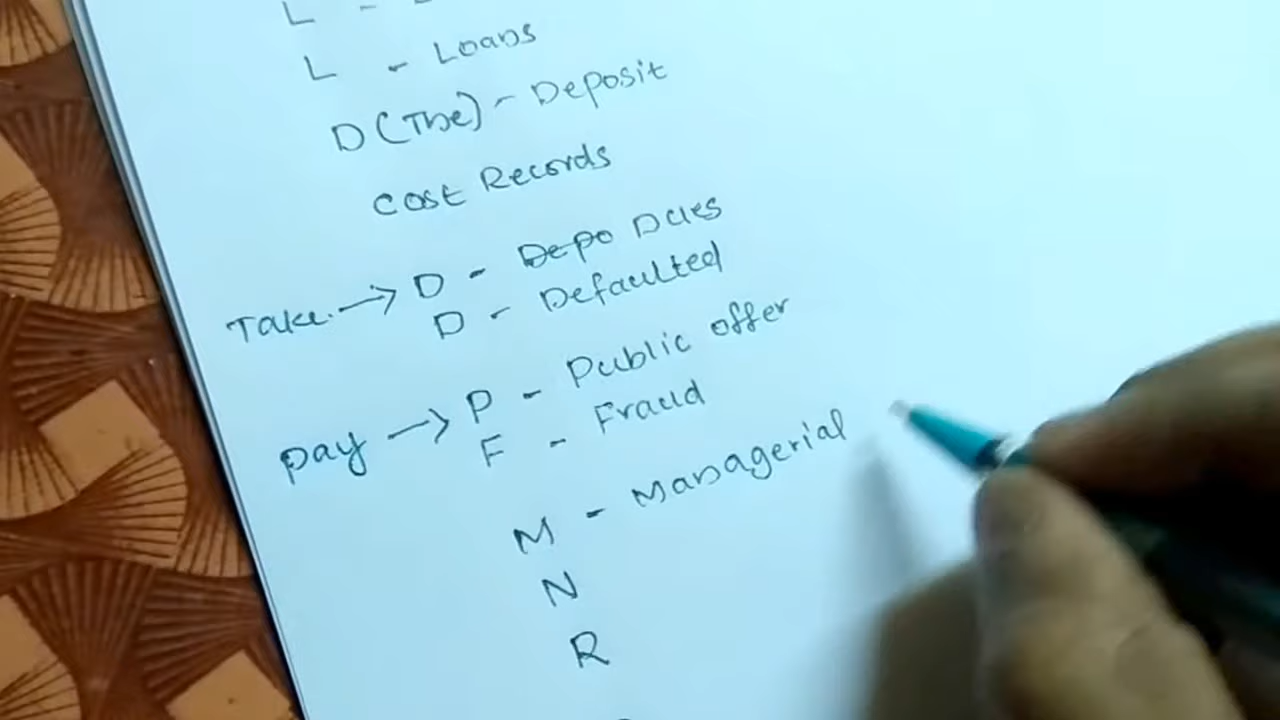 L -
L - Loans
D (The) - Deposit
Cost Records
Take → D - Depo Dues
D - Defaulted
Pay → P - Public offer
F - Fraud
M - Managerial
N
R